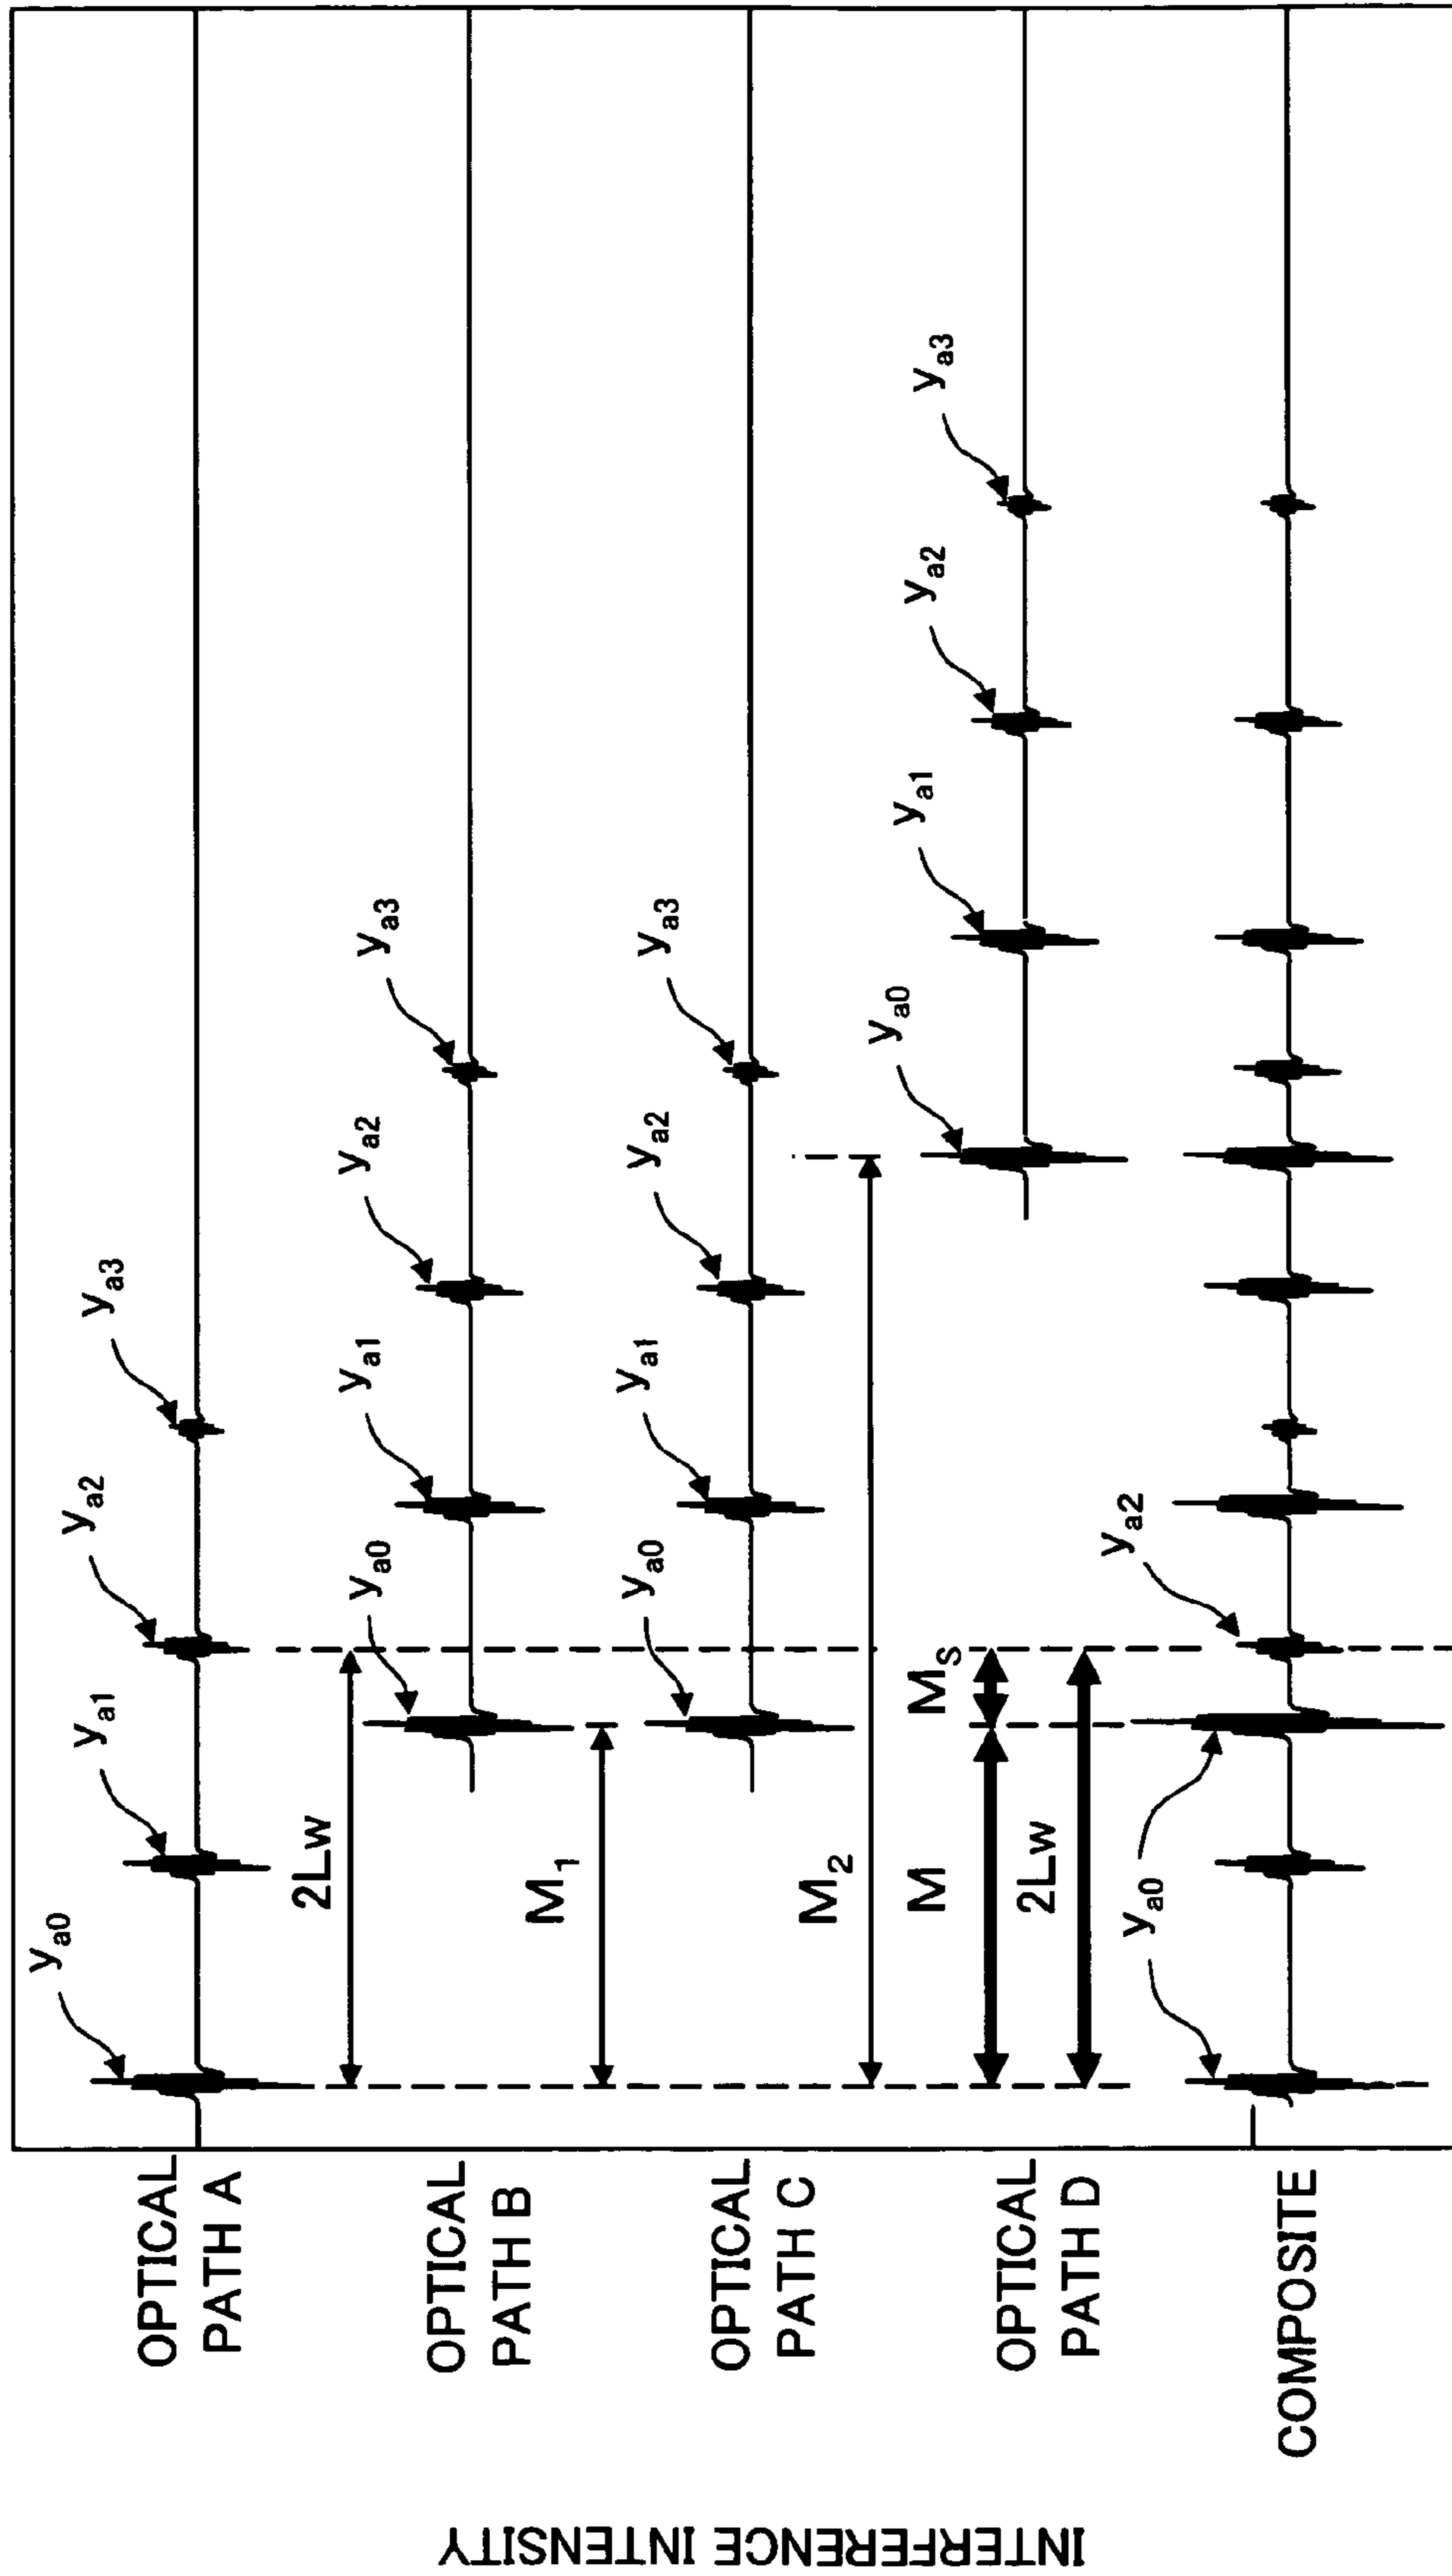 INTERFERENCE INTENSITY
OPTICAL
PATH A
ya0
ya1
ya2
ya3
2Lw
OPTICAL
PATH B
ya0
ya1
ya2
ya3
M1
OPTICAL
PATH C
ya0
ya1
ya2
ya3
M2
OPTICAL
PATH D
ya0
ya1
ya2
ya3
M
MS
2Lw
COMPOSITE
ya0
ya2